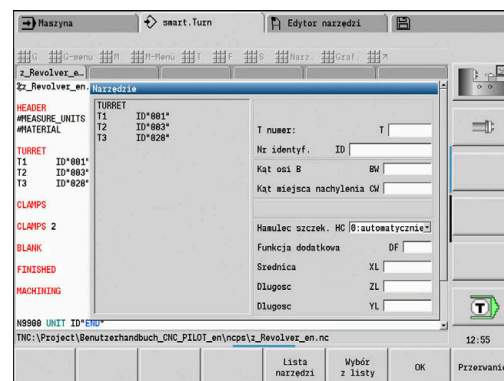 Maszyna
smart.Turn
Edytor narzędzi
G G-menu M M-Menü T F S Narz. Graf.
z_Revolver_e…
%z_Revolver_en.
HEADER
#MEASURE_UNITS
#MATERIAL
TURRET
T1 ID"001"
T2 ID"003"
T3 ID"020"
CLAMPS
CLAMPS 2
BLANK
FINISHED
MACHINING
N9900 UNIT ID"END"
Narzędzie
TURRET
T1 ID"001"
T2 ID"003"
T3 ID"020"
T numer: T
Nr identyf. ID
Kąt osi B BW
Kąt miejsca nachylenia CW
Hamulec szczęk. HC 0:automatycznie
Funkcja dodatkowa DF
Srednica XL
Dlugosc ZL
Dlugosc YL
TNC:\Project\Benutzerhandbuch_CNC_PILOT_en\ncps\z_Revolver_en.nc
T
12:55
Lista narzędzi
Wybór z listy
OK
Przerwanie